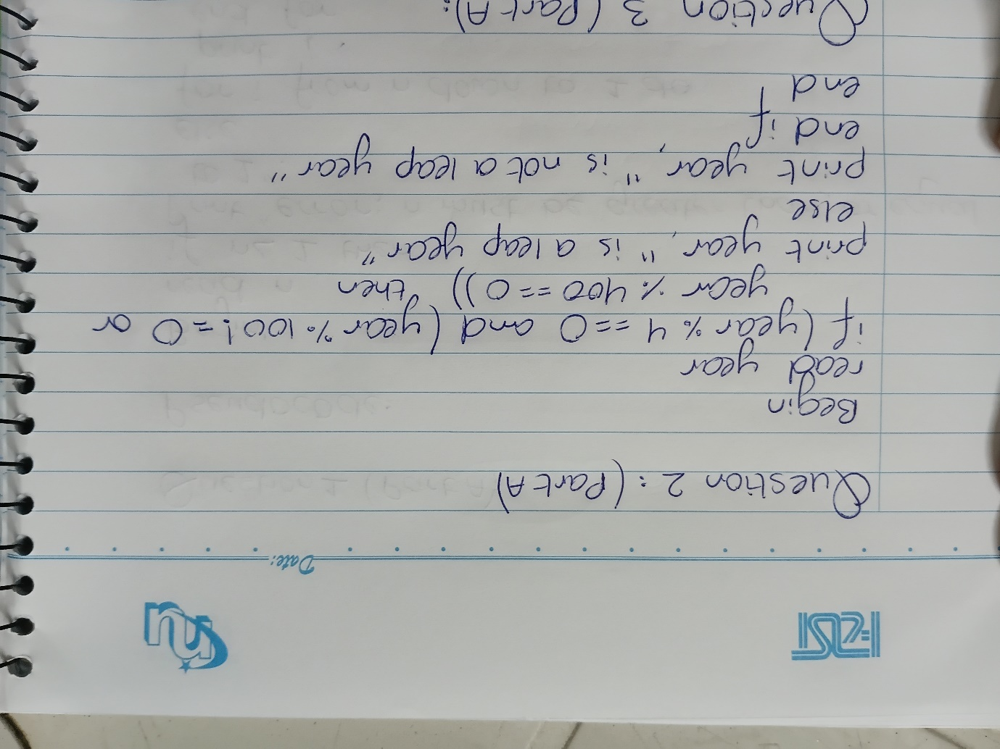 Date:
Question 2: (Part A)
Begin
read year
if (year % 4 == 0 and (year % 100 != 0 or
year % 400 == 0)) then
print year, "is a leap year"
else
print year, "is not a leap year"
end if
end
Question 3 (Part A):